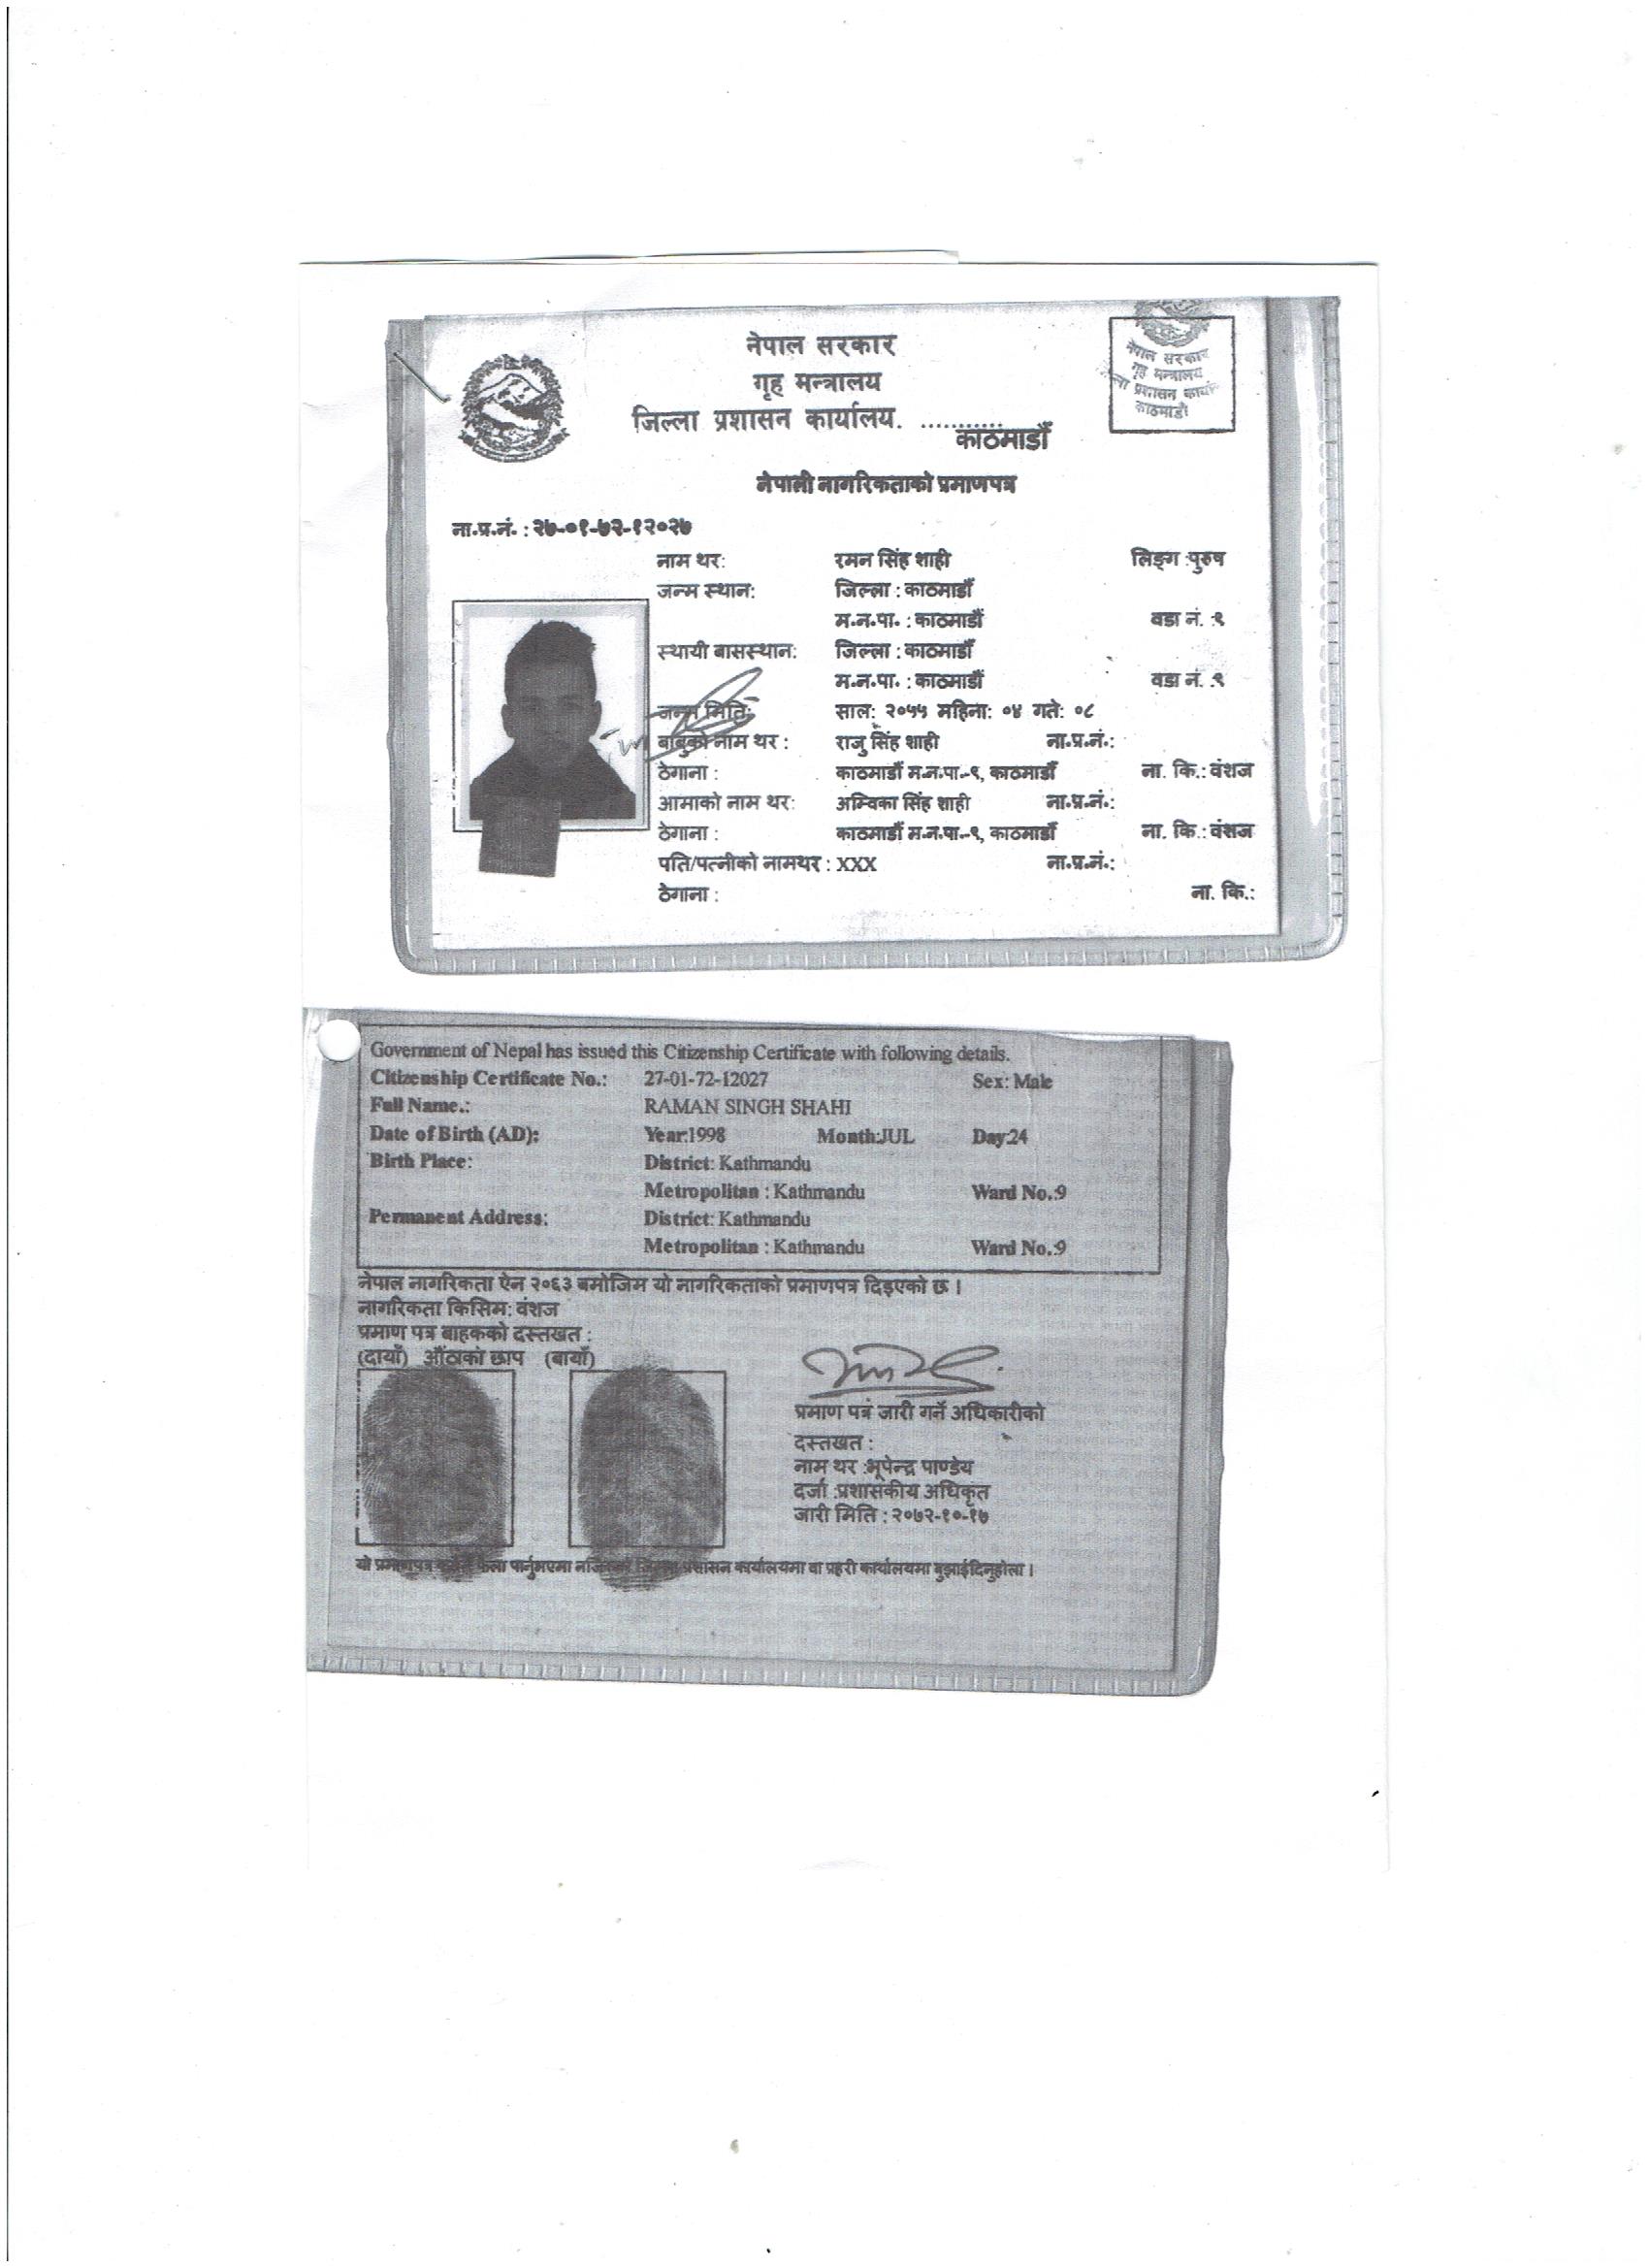 नेपाल सरकार
गृह मन्त्रालय
जिल्ला प्रशासन कार्यालय. ............
काठमाडौँ
नेपाल सरकार
गृह मन्त्रालय
प्रशासन
काठमाडौं
नेपाली नागरिकताको प्रमाणपत्र
ना.प्र.नं. : २७-०१-७२-१२०२७
नाम थर: रमन सिंह शाही लिङ्ग :पुरुष
जन्म स्थान: जिल्ला : काठमाडौँ
म.न.पा. : काठमाडौँ वडा नं. :९
स्थायी बासस्थान: जिल्ला : काठमाडौँ
म.न.पा. : काठमाडौँ वडा नं. :९
जन्म मिति: साल: २०५५ महिना: ०४ गते: ०८
बाबुको नाम थर : राजु सिंह शाही ना.प्र.नं.:
ठेगाना : काठमाडौँ म.न.पा.-९, काठमाडौँ ना. कि.: वंशज
आमाको नाम थर: अम्विका सिंह शाही ना.प्र.नं.:
ठेगाना : काठमाडौँ म.न.पा.-९, काठमाडौँ ना. कि.: वंशज
पति/पत्नीको नामथर : XXX ना.प्र.नं.:
ठेगाना : ना. कि.:
Government of Nepal has issued this Citizenship Certificate with following details.
Citizenship Certificate No.: 27-01-72-12027 Sex: Male
Full Name.: RAMAN SINGH SHAHI
Date of Birth (AD): Year:1998 Month:JUL Day:24
Birth Place: District: Kathmandu
Metropolitan : Kathmandu Ward No.:9
Permanent Address: District: Kathmandu
Metropolitan : Kathmandu Ward No.:9
नेपाल नागरिकता ऐन २०६३ बमोजिम यो नागरिकताको प्रमाणपत्र दिइएको छ ।
नागरिकता किसिम: वंशज
प्रमाण पत्र बाहकको दस्तखत :
(दायाँ) औंठाको छाप (बायाँ)
प्रमाण पत्र जारी गर्ने अधिकारीको
दस्तखत :
नाम थर :भूपेन्द्र पाण्डेय
दर्जा :प्रशासकीय अधिकृत
जारी मिति : २०७२-१०-१७
यो प्रमाणपत्र फेला पार्नुभएमा प्रशासन कार्यालयमा वा प्रहरी कार्यालयमा बुझाईदिनुहोला ।